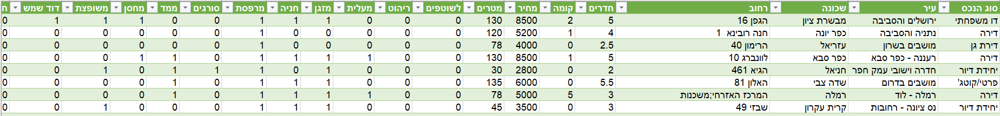 סוג הנכס עיר שכונה רחוב חדרים קומה מחיר מטרים לשוטפים ריהוט מעלית מזגן חניה מרפסת סורגים ממד מחסן משופצת דוד שמש
דו משפחתי ירושלים והסביבה מבשרת ציון הגפן 16 5 2 8500 130 0 0 0 1 1 1 0 0 1 1 1 0
דירה נתניה והסביבה כפר יונה חנה רובינא 1 4 1 5200 120 0 0 0 0 0 1 0 0 0 0 0 0
דירת גן מושבים בשרון עזריאל הרימון 40 2.5 0 4000 78 0 0 0 0 0 1 0 0 0 0 0 0
דירה רעננה - כפר סבא כפר סבא לוונברג 10 5 1 8500 130 0 0 1 1 1 1 0 1 1 0 0 0
יחידת דיור חדרה וישובי עמק חפר חניאל הגיא 461 2 0 2800 30 0 0 0 1 0 1 1 1 0 1 0 0
פרטי/קוטג' מושבים בדרום שדה צבי האלון 81 5.5 0 6000 135 0 0 0 1 1 1 0 1 0 0 0 0
דירה רמלה - לוד רמלה המרכז האזרחי;משכנות 3 5 5000 78 0 0 1 1 1 1 0 1 0 0 0 0
יחידת דיור נס ציונה - רחובות קרית עקרון שבזי 49 3 0 3500 45 0 0 0 1 1 1 0 0 0 1 0 0